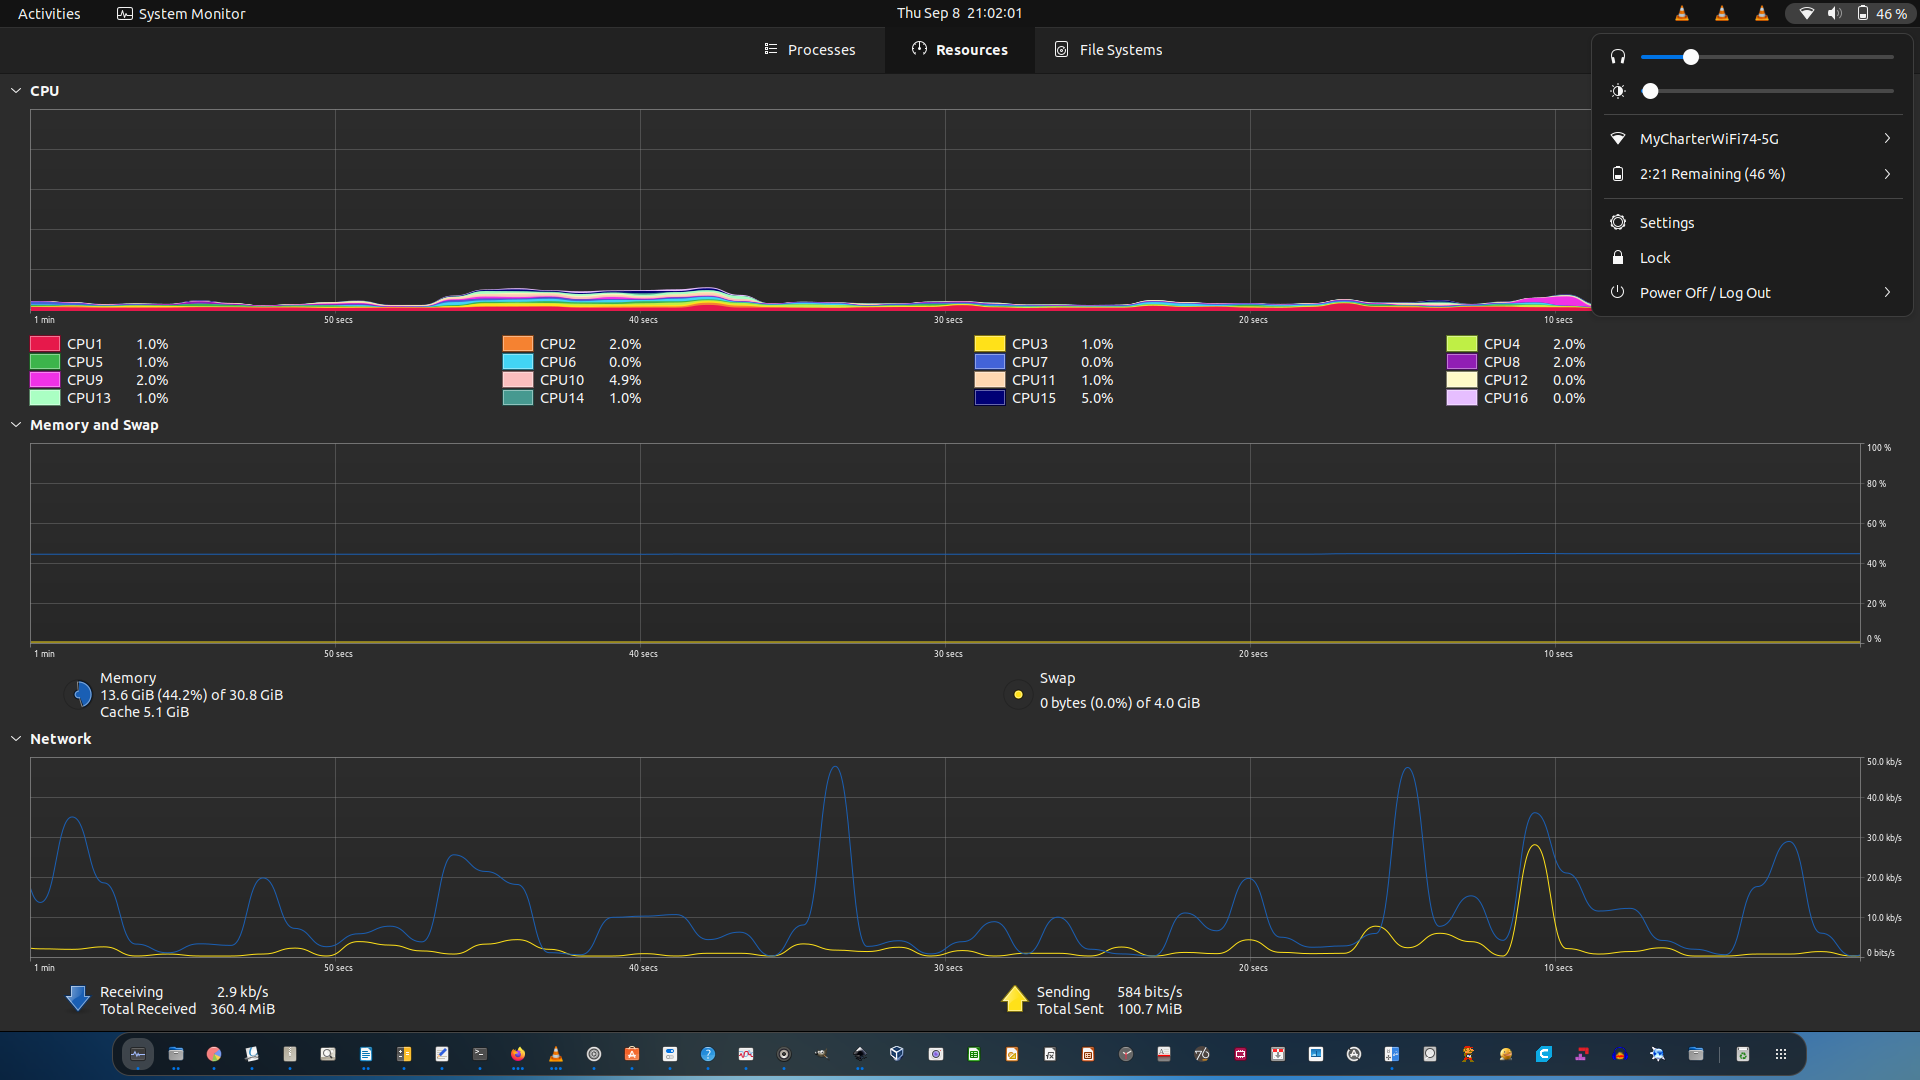 Activities System Monitor Thu Sep 8 21:02:01 46 %
Processes Resources File Systems
CPU
MyCharterWiFi74-5G
2:21 Remaining (46 %)
Settings
Lock
Power Off / Log Out
1 min 50 secs 40 secs 30 secs 20 secs 10 secs
CPU1 1.0% CPU2 2.0% CPU3 1.0% CPU4 2.0%
CPU5 1.0% CPU6 0.0% CPU7 0.0% CPU8 2.0%
CPU9 2.0% CPU10 4.9% CPU11 1.0% CPU12 0.0%
CPU13 1.0% CPU14 1.0% CPU15 5.0% CPU16 0.0%
Memory and Swap
100 %
80 %
60 %
40 %
20 %
0 %
1 min 50 secs 40 secs 30 secs 20 secs 10 secs
Memory
13.6 GiB (44.2%) of 30.8 GiB
Cache 5.1 GiB
Swap
0 bytes (0.0%) of 4.0 GiB
Network
50.0 kb/s
40.0 kb/s
30.0 kb/s
20.0 kb/s
10.0 kb/s
0 bits/s
1 min 50 secs 40 secs 30 secs 20 secs 10 secs
Receiving 2.9 kb/s
Total Received 360.4 MiB
Sending 584 bits/s
Total Sent 100.7 MiB
76